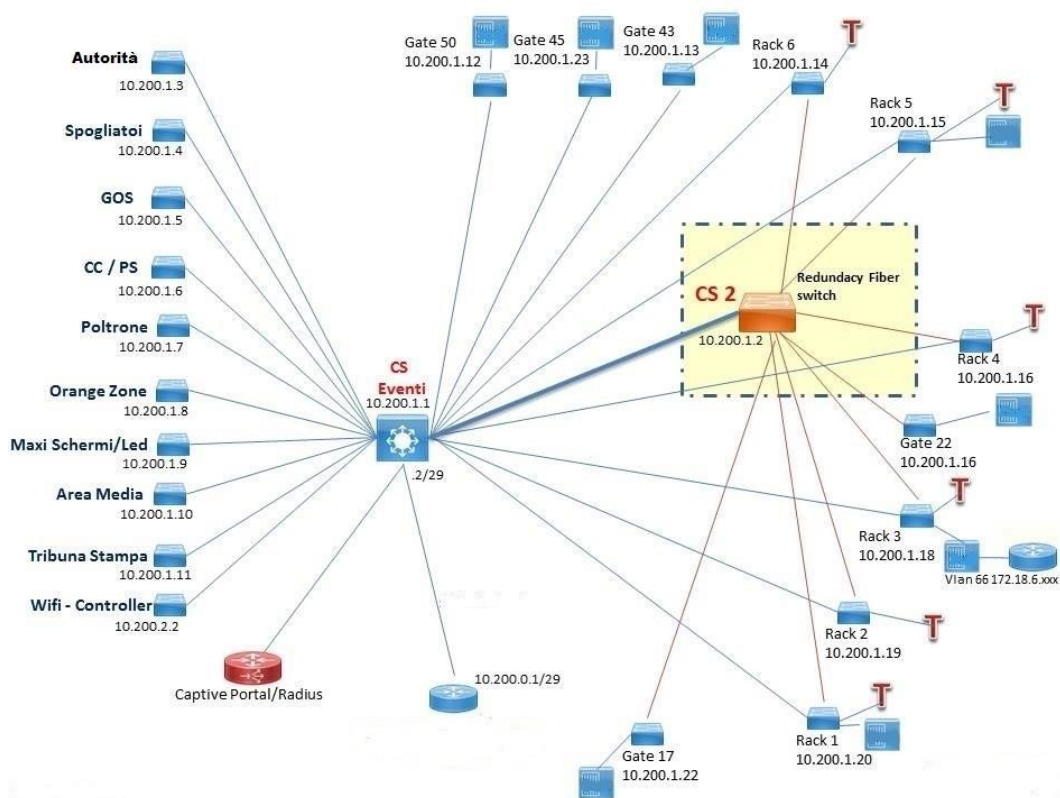 Autorità
10.200.1.3
Spogliatoi
10.200.1.4
GOS
10.200.1.5
CC / PS
10.200.1.6
Poltrone
10.200.1.7
Orange Zone
10.200.1.8
Maxi Schermi/Led
10.200.1.9
Area Media
10.200.1.10
Tribuna Stampa
10.200.1.11
Wifi - Controller
10.200.2.2
Captive Portal/Radius
10.200.0.1/29
CS
Eventi
10.200.1.1
.2/29
Gate 50
10.200.1.12
Gate 45
10.200.1.23
Gate 43
10.200.1.13
Rack 6
10.200.1.14
T
Rack 5
10.200.1.15
T
CS 2
Redundacy Fiber
switch
10.200.1.2
T
Rack 4
10.200.1.16
Gate 22
10.200.1.16
T
Rack 3
10.200.1.18
Vlan 66 172.18.6.xxx
Rack 2
10.200.1.19
T
T
Rack 1
10.200.1.20
Gate 17
10.200.1.22